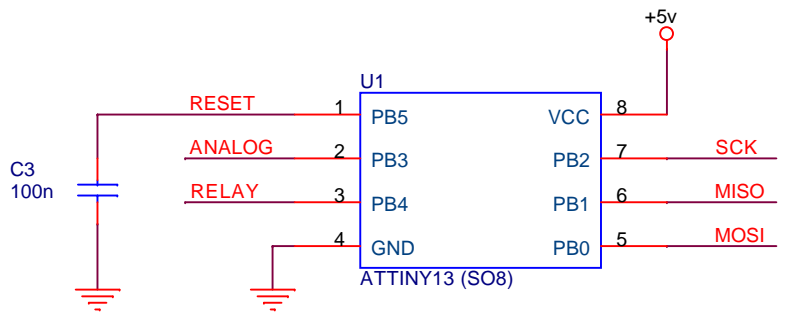 +5v
U1
RESET 1 PB5 VCC 8
ANALOG 2 PB3 PB2 7 SCK
C3
100n
RELAY 3 PB4 PB1 6 MISO
4 GND PB0 5 MOSI
ATTINY13 (SO8)